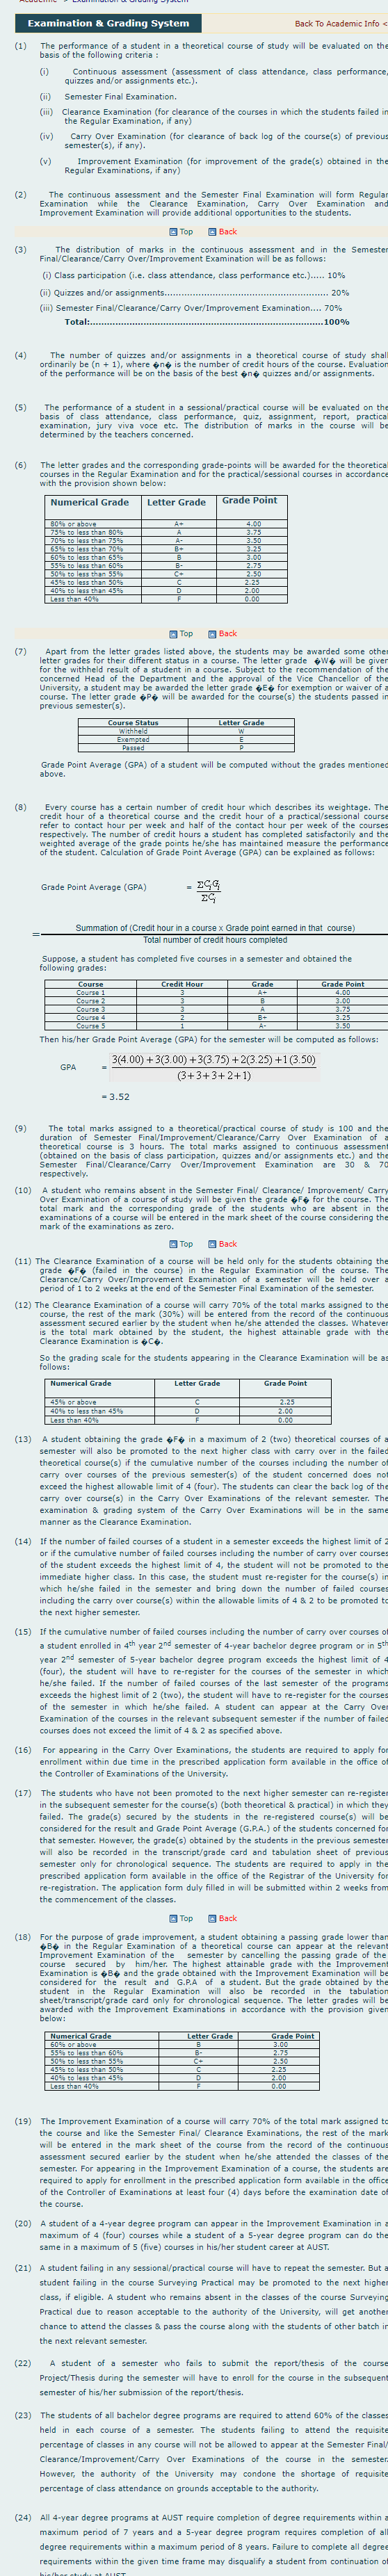 Academic -> Examination & Grading System
Examination & Grading System
Back To Academic Info <
(1) The performance of a student in a theoretical course of study will be evaluated on the
basis of the following criteria :
(i) Continuous assessment (assessment of class attendance, class performance,
quizzes and/or assignments etc.).
(ii) Semester Final Examination.
(iii) Clearance Examination (for clearance of the courses in which the students failed in
the Regular Examination, if any)
(iv) Carry Over Examination (for clearance of back log of the course(s) of previous
semester(s), if any).
(v) Improvement Examination (for improvement of the grade(s) obtained in the
Regular Examinations, if any)
(2) The continuous assessment and the Semester Final Examination will form Regular
Examination while the Clearance Examination, Carry Over Examination and
Improvement Examination will provide additional opportunities to the students.
Top Back
(3) The distribution of marks in the continuous assessment and in the Semester
Final/Clearance/Carry Over/Improvement Examination will be as follows:
(i) Class participation (i.e. class attendance, class performance etc.)..... 10%
(ii) Quizzes and/or assignments.......................................................... 20%
(iii) Semester Final/Clearance/Carry Over/Improvement Examination.... 70%
Total:...................................................................................100%
(4) The number of quizzes and/or assignments in a theoretical course of study shall
ordinarily be (n + 1), where �n� is the number of credit hours of the course. Evaluation
of the performance will be on the basis of the best �n� quizzes and/or assignments.
(5) The performance of a student in a sessional/practical course will be evaluated on the
basis of class attendance, class performance, quiz, assignment, report, practical
examination, jury viva voce etc. The distribution of marks in the course will be
determined by the teachers concerned.
(6) The letter grades and the corresponding grade-points will be awarded for the theoretical
courses in the Regular Examination and for the practical/sessional courses in accordance
with the provision shown below:
Numerical Grade Letter Grade Grade Point
80% or above A+ 4.00
75% to less than 80% A 3.75
70% to less than 75% A- 3.50
65% to less than 70% B+ 3.25
60% to less than 65% B 3.00
55% to less than 60% B- 2.75
50% to less than 55% C+ 2.50
45% to less than 50% C 2.25
40% to less than 45% D 2.00
Less than 40% F 0.00
Top Back
(7) Apart from the letter grades listed above, the students may be awarded some other
letter grades for their different status in a course. The letter grade �W� will be given
for the withheld result of a student in a course. Subject to the recommendation of the
concerned Head of the Department and the approval of the Vice Chancellor of the
University, a student may be awarded the letter grade �E� for exemption or waiver of a
course. The letter grade �P� will be awarded for the course(s) the students passed in
previous semester(s).
Course Status Letter Grade
Withheld W
Exempted E
Passed P
Grade Point Average (GPA) of a student will be computed without the grades mentioned
above.
(8) Every course has a certain number of credit hour which describes its weightage. The
credit hour of a theoretical course and the credit hour of a practical/sessional course
refer to contact hour per week and half of the contact hour per week of the courses
respectively. The number of credit hours a student has completed satisfactorily and the
weighted average of the grade points he/she has maintained measure the performance
of the student. Calculation of Grade Point Average (GPA) can be explained as follows:
Grade Point Average (GPA) = ΣCᵢGᵢ
ΣCᵢ
= Summation of (Credit hour in a course x Grade point earned in that course)
Total number of credit hours completed
Suppose, a student has completed five courses in a semester and obtained the
following grades:
Course Credit Hour Grade Grade Point
Course 1 3 A+ 4.00
Course 2 3 B 3.00
Course 3 3 A 3.75
Course 4 2 B+ 3.25
Course 5 1 A- 3.50
Then his/her Grade Point Average (GPA) for the semester will be computed as follows:
GPA = 3(4.00)+3(3.00)+3(3.75)+2(3.25)+1(3.50)
(3+3+3+2+1)
= 3.52
(9) The total marks assigned to a theoretical/practical course of study is 100 and the
duration of Semester Final/Improvement/Clearance/Carry Over Examination of a
theoretical course is 3 hours. The total marks assigned to continuous assessment
(obtained on the basis of class participation, quizzes and/or assignments etc.) and the
Semester Final/Clearance/Carry Over/Improvement Examination are 30 & 70
respectively.
(10) A student who remains absent in the Semester Final/ Clearance/ Improvement/ Carry
Over Examination of a course of study will be given the grade �F� for the course. The
total mark and the corresponding grade of the students who are absent in the
examinations of a course will be entered in the mark sheet of the course considering the
mark of the examinations as zero.
Top Back
(11) The Clearance Examination of a course will be held only for the students obtaining the
grade �F� (failed in the course) in the Regular Examination of the course. The
Clearance/Carry Over/Improvement Examination of a semester will be held over a
period of 1 to 2 weeks at the end of the Semester Final Examination of the semester.
(12) The Clearance Examination of a course will carry 70% of the total marks assigned to the
course, the rest of the mark (30%) will be entered from the record of the continuous
assessment secured earlier by the student when he/she attended the classes. Whatever
is the total mark obtained by the student, the highest attainable grade with the
Clearance Examination is �C�.
So the grading scale for the students appearing in the Clearance Examination will be as
follows:
Numerical Grade Letter Grade Grade Point
45% or above C 2.25
40% to less than 45% D 2.00
Less than 40% F 0.00
(13) A student obtaining the grade �F� in a maximum of 2 (two) theoretical courses of a
semester will also be promoted to the next higher class with carry over in the failed
theoretical course(s) if the cumulative number of the courses including the number of
carry over courses of the previous semester(s) of the student concerned does not
exceed the highest allowable limit of 4 (four). The students can clear the back log of the
carry over course(s) in the Carry Over Examinations of the relevant semester. The
examination & grading system of the Carry Over Examinations will be in the same
manner as the Clearance Examination.
(14) If the number of failed courses of a student in a semester exceeds the highest limit of 2
or if the cumulative number of failed courses including the number of carry over courses
of the student exceeds the highest limit of 4, the student will not be promoted to the
immediate higher class. In this case, the student must re-register for the course(s) in
which he/she failed in the semester and bring down the number of failed courses
including the carry over course(s) within the allowable limits of 4 & 2 to be promoted to
the next higher semester.
(15) If the cumulative number of failed courses including the number of carry over courses of
a student enrolled in 4th year 2nd semester of 4-year bachelor degree program or in 5th
year 2nd semester of 5-year bachelor degree program exceeds the highest limit of 4
(four), the student will have to re-register for the courses of the semester in which
he/she failed. If the number of failed courses of the last semester of the programs
exceeds the highest limit of 2 (two), the student will have to re-register for the courses
of the semester in which he/she failed. A student can appear at the Carry Over
Examination of the courses in the relevant subsequent semester if the number of failed
courses does not exceed the limit of 4 & 2 as specified above.
(16) For appearing in the Carry Over Examinations, the students are required to apply for
enrollment within due time in the prescribed application form available in the office of
the Controller of Examinations of the University.
(17) The students who have not been promoted to the next higher semester can re-register
in the subsequent semester for the course(s) (both theoretical & practical) in which they
failed. The grade(s) secured by the students in the re-registered course(s) will be
considered for the result and Grade Point Average (G.P.A.) of the students concerned for
that semester. However, the grade(s) obtained by the students in the previous semester
will also be recorded in the transcript/grade card and tabulation sheet of previous
semester only for chronological sequence. The students are required to apply in the
prescribed application form available in the office of the Registrar of the University for
re-registration. The application form duly filled in will be submitted within 2 weeks from
the commencement of the classes.
Top Back
(18) For the purpose of grade improvement, a student obtaining a passing grade lower than
�B� in the Regular Examination of a theoretical course can appear at the relevant
Improvement Examination of the semester by cancelling the passing grade of the
course secured by him/her. The highest attainable grade with the Improvement
Examination is �B� and the grade obtained with the Improvement Examination will be
considered for the result and G.P.A of a student. But the grade obtained by the
student in the Regular Examination will also be recorded in the tabulation
sheet/transcript/grade card only for chronological sequence. The letter grades will be
awarded with the Improvement Examinations in accordance with the provision given
below:
Numerical Grade Letter Grade Grade Point
60% or above B 3.00
55% to less than 60% B- 2.75
50% to less than 55% C+ 2.50
45% to less than 50% C 2.25
40% to less than 45% D 2.00
Less than 40% F 0.00
(19) The Improvement Examination of a course will carry 70% of the total mark assigned to
the course and like the Semester Final/ Clearance Examinations, the rest of the mark
will be entered in the mark sheet of the course from the record of the continuous
assessment secured earlier by the student when he/she attended the classes of the
semester. For appearing in the Improvement Examination of a course, the students are
required to apply for enrollment in the prescribed application form available in the office
of the Controller of Examinations at least four (4) days before the examination date of
the course.
(20) A student of a 4-year degree program can appear in the Improvement Examination in a
maximum of 4 (four) courses while a student of a 5-year degree program can do the
same in a maximum of 5 (five) courses in his/her student career at AUST.
(21) A student failing in any sessional/practical course will have to repeat the semester. But a
student failing in the course Surveying Practical may be promoted to the next higher
class, if eligible. A student who remains absent in the classes of the course Surveying
Practical due to reason acceptable to the authority of the University, will get another
chance to attend the classes & pass the course along with the students of other batch in
the next relevant semester.
(22) A student of a semester who fails to submit the report/thesis of the course
Project/Thesis during the semester will have to enroll for the course in the subsequent
semester of his/her submission of the report/thesis.
(23) The students of all bachelor degree programs are required to attend 60% of the classes
held in each course of a semester. The students failing to attend the requisite
percentage of classes in any course will not be allowed to appear at the Semester Final/
Clearance/Improvement/Carry Over Examinations of the course in the semester.
However, the authority of the University may condone the shortage of requisite
percentage of class attendance on grounds acceptable to the authority.
(24) All 4-year degree programs at AUST require completion of degree requirements within a
maximum period of 7 years and a 5-year degree program requires completion of all
degree requirements within a maximum period of 8 years. Failure to complete all degree
requirements within the given time frame may disqualify a student from continuation of
his/her study at AUST.